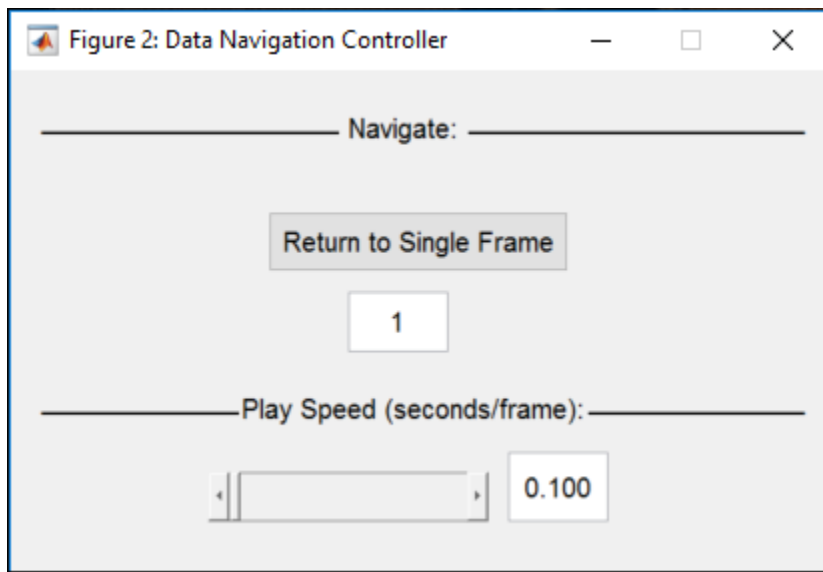 Figure 2: Data Navigation Controller
Navigate:
Return to Single Frame
1
Play Speed (seconds/frame):
0.100